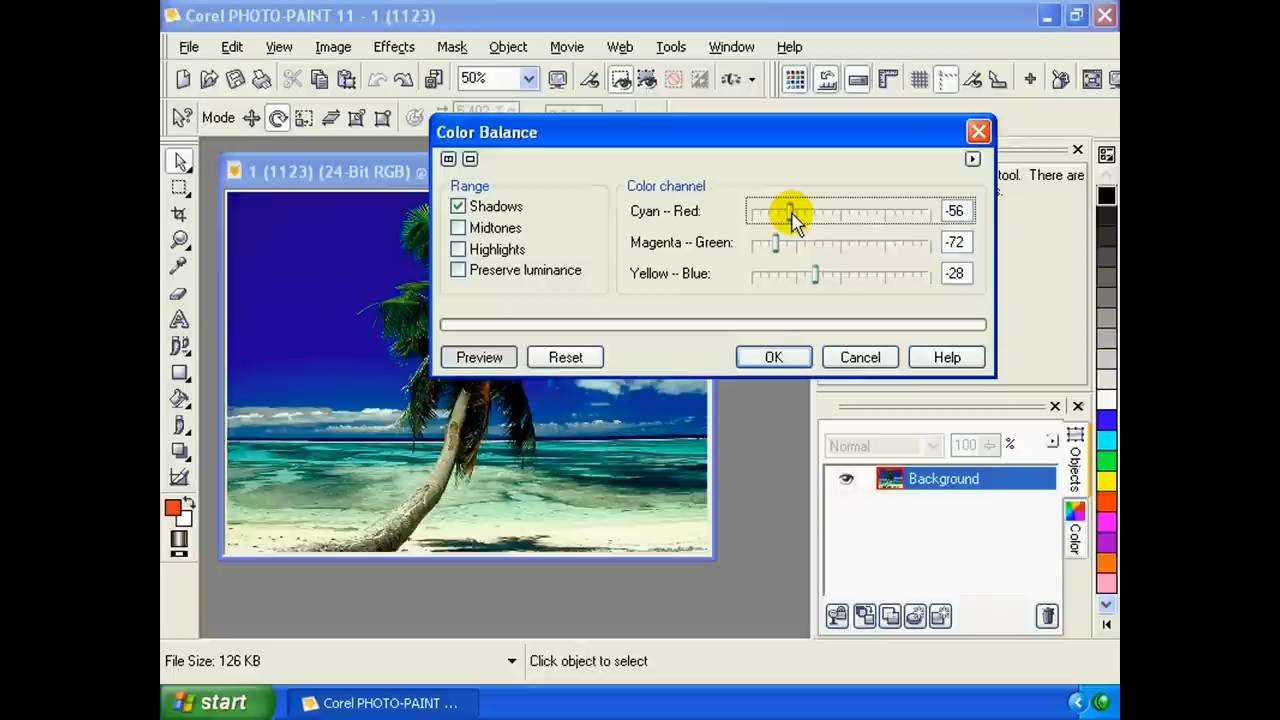 Corel PHOTO-PAINT 11 - 1 (1123)
File Edit View Image Effects Mask Object Movie Web Tools Window Help
50%
Mode
Color Balance
1 (1123) (24-Bit RGB) @
tool. There are
Range
Color channel
Shadows
Cyan -- Red: -56
Midtones
Magenta -- Green: -72
Highlights
Preserve luminance
Yellow -- Blue: -28
Preview Reset OK Cancel Help
Normal 100 %
Background
Objects
Color
File Size: 126 KB
Click object to select
start
Corel PHOTO-PAINT ...